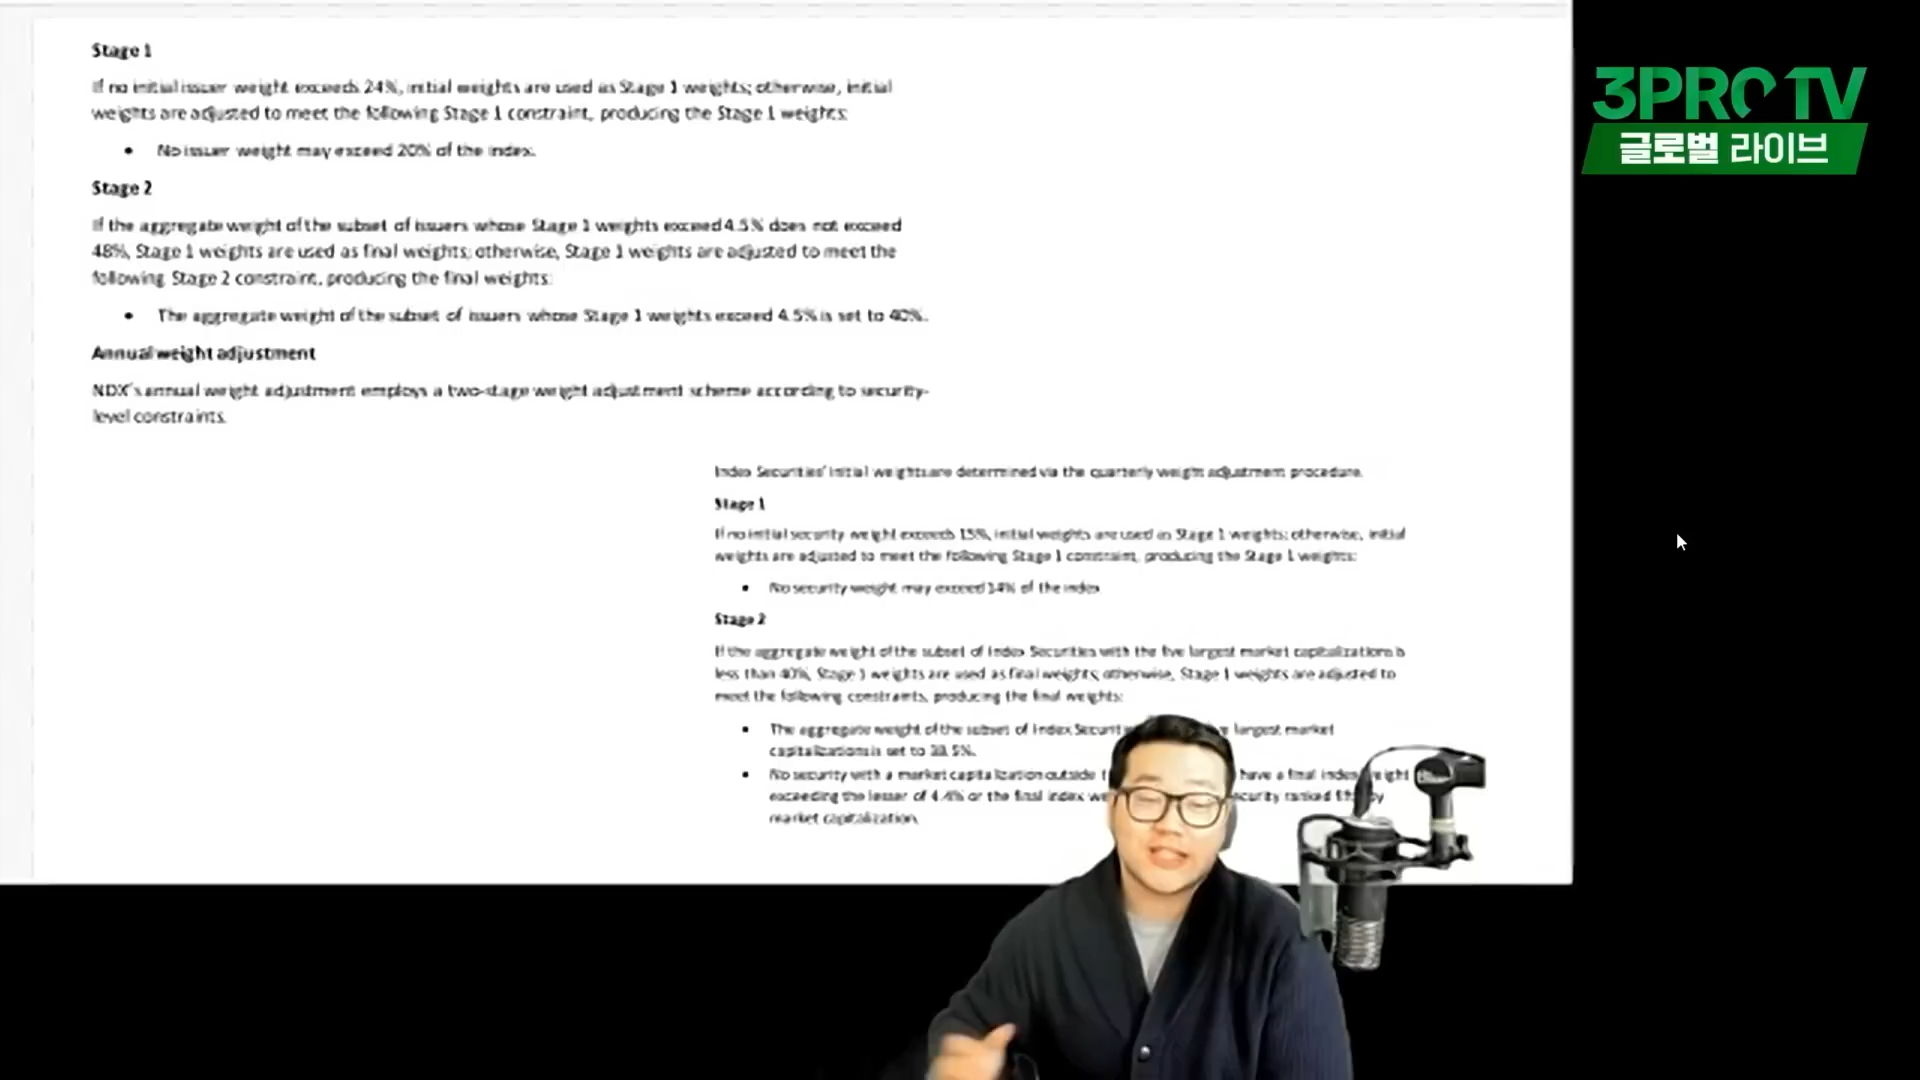 3PRO TV
글로벌 라이브
Stage 1
If no initial issuer weight exceeds 24%, initial weights are used as Stage 1 weights; otherwise, initial
weights are adjusted to meet the following Stage 1 constraint, producing the Stage 1 weights:
• No issuer weight may exceed 20% of the index.
Stage 2
If the aggregate weight of the subset of issuers whose Stage 1 weights exceed 4.5% does not exceed
48%, Stage 1 weights are used as final weights; otherwise, Stage 1 weights are adjusted to meet the
following Stage 2 constraint, producing the final weights:
• The aggregate weight of the subset of issuers whose Stage 1 weights exceed 4.5% is set to 40%.
Annual weight adjustment
NDX's annual weight adjustment employs a two-stage weight adjustment scheme according to security-
level constraints.
Index Securities' initial weights are determined via the quarterly weight adjustment procedure.
Stage 1
If no initial security weight exceeds 15%, initial weights are used as Stage 1 weights; otherwise, initial
weights are adjusted to meet the following Stage 1 constraint, producing the Stage 1 weights:
• No security weight may exceed 14% of the index
Stage 2
If the aggregate weight of the subset of Index Securities with the five largest market capitalizations is
less than 40%, Stage 1 weights are used as final weights; otherwise, Stage 1 weights are adjusted to
meet the following constraints, producing the final weights:
• The aggregate weight of the subset of Index Securit largest market
capitalizations is set to 38.5%.
• No security with a market capitalization outside have a final index weight
exceeding the lesser of 4.4% or the final index we ecurity ranked fifth by
market capitalization.